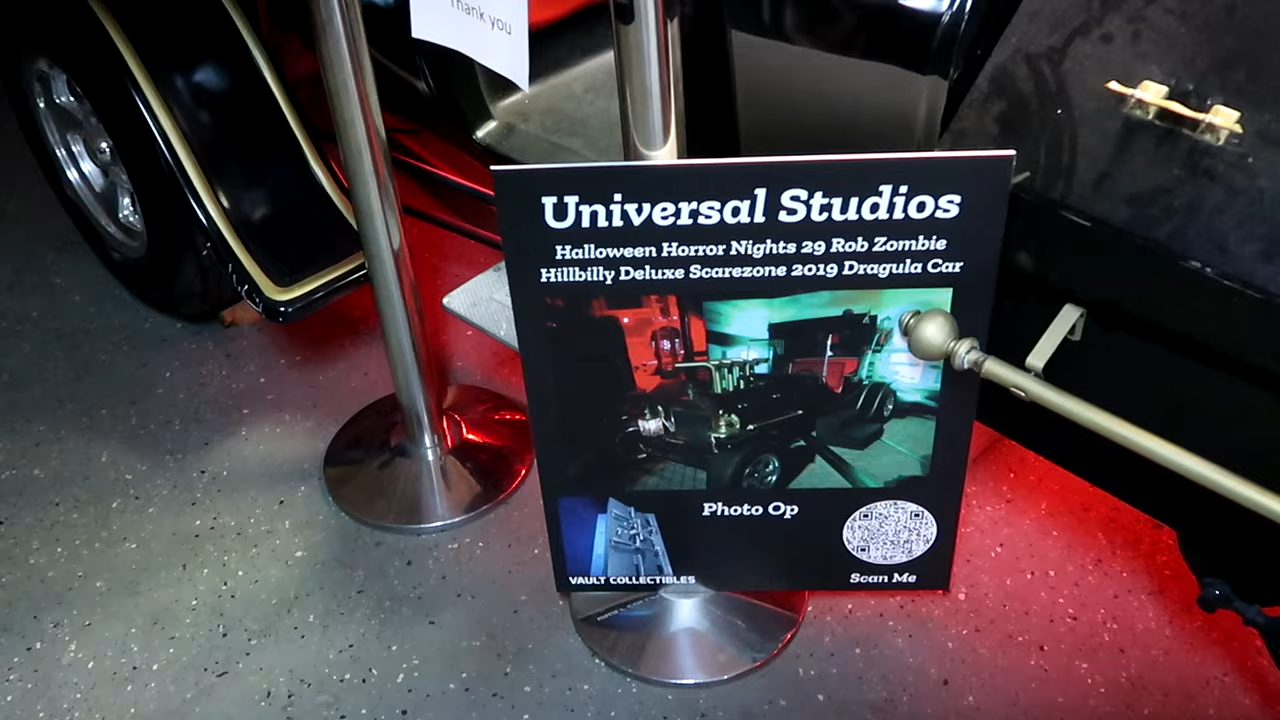 Thank you
Universal Studios
Halloween Horror Nights 29 Rob Zombie
Hillbilly Deluxe Scarezone 2019 Dragula Car
Photo Op
VAULT COLLECTIBLES
Scan Me